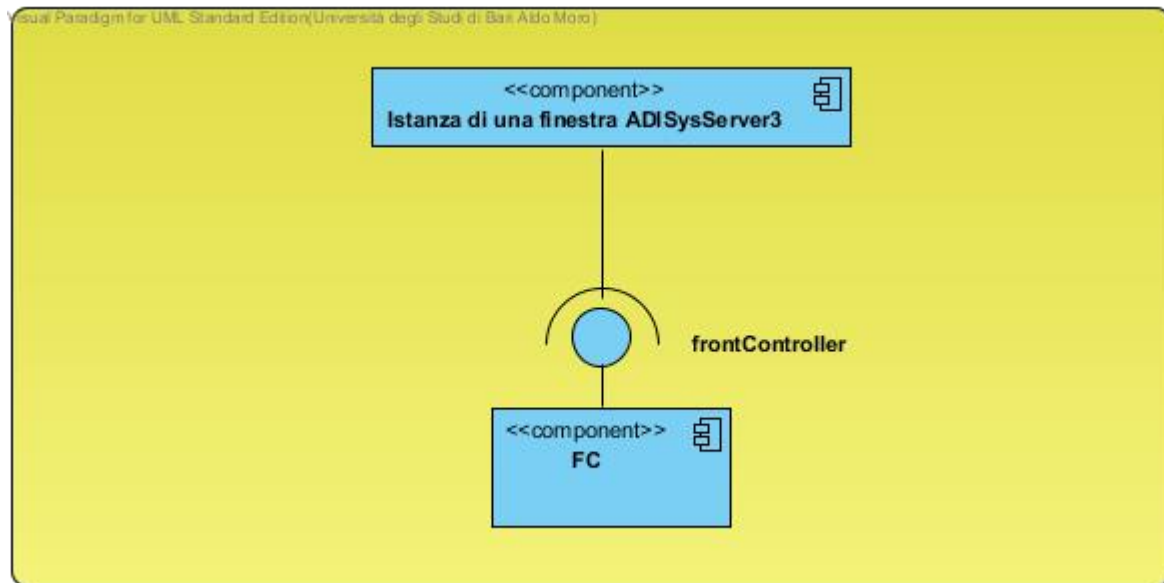 Visual Paradigm for UML Standard Edition(Università degli Studi di Bari Aldo Moro)
<<component>>
Istanza di una finestra ADISysServer3
frontController
<<component>>
FC